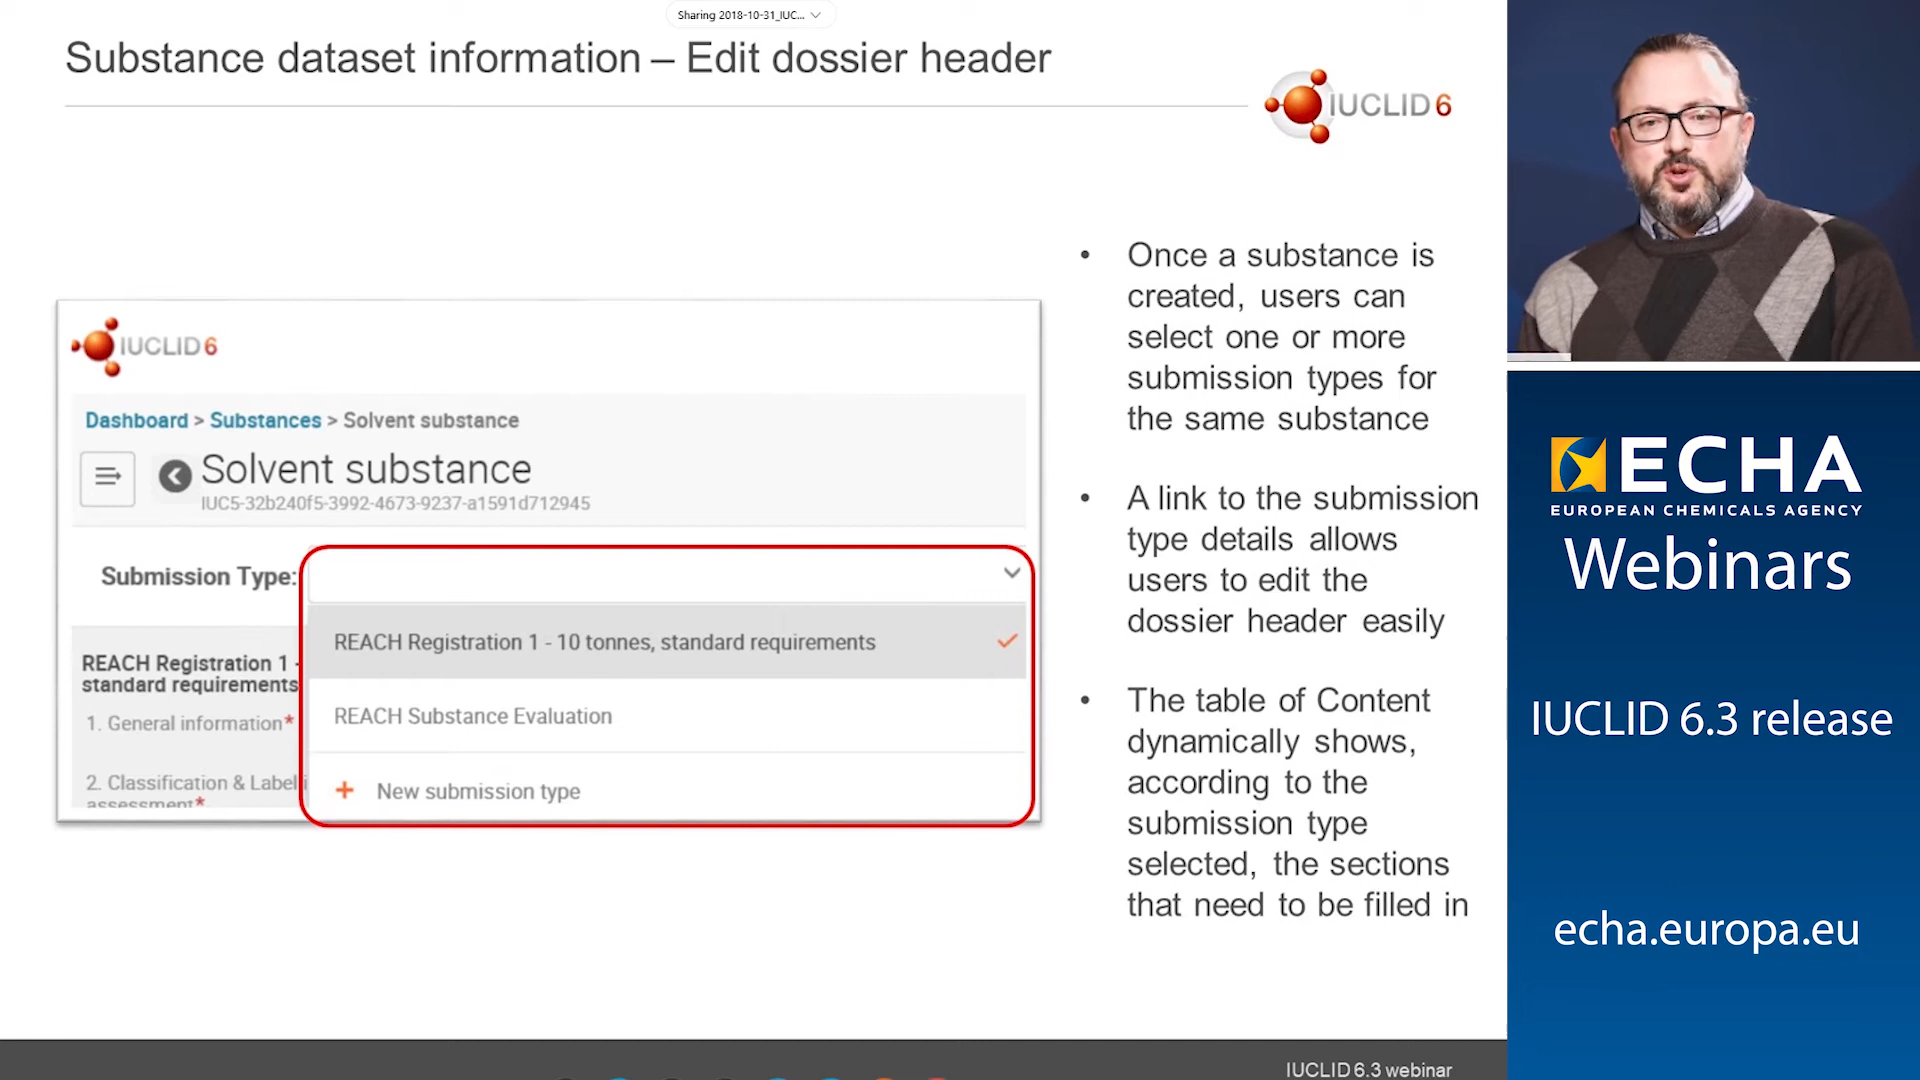 Sharing 2018-10-31_IUC...
Substance dataset information – Edit dossier header
IUCLID 6
IUCLID 6
Dashboard > Substances > Solvent substance
Solvent substance
IUC5-32b240f5-3992-4673-9237-a1591d712945
Submission Type:
REACH Registration 1 - 10 tonnes, standard requirements
REACH Substance Evaluation
+ New submission type
REACH Registration 1 -
standard requirements
1. General information*
2. Classification & Labelli
assessment*
• Once a substance is
created, users can
select one or more
submission types for
the same substance
• A link to the submission
type details allows
users to edit the
dossier header easily
• The table of Content
dynamically shows,
according to the
submission type
selected, the sections
that need to be filled in
ECHA
EUROPEAN CHEMICALS AGENCY
Webinars
IUCLID 6.3 release
echa.europa.eu
IUCLID 6.3 webinar